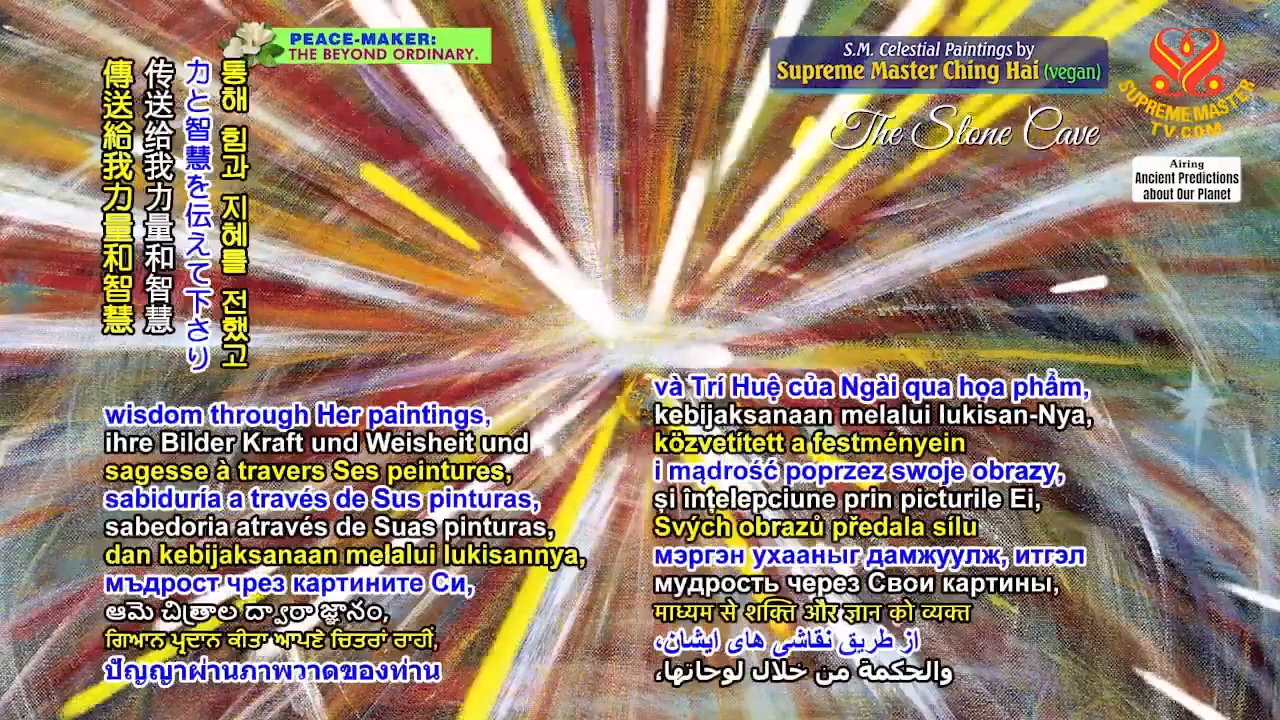 PEACE-MAKER:
THE BEYOND ORDINARY.
S.M. Celestial Paintings by
Supreme Master Ching Hai (vegan)
The Stone Cave
SUPREME MASTER
TV.COM
Airing
Ancient Predictions
about Our Planet
통해 힘과 지혜를 전했고
力と智慧を伝えて下さり
传送给我力量和智慧
傳送給我力量和智慧
wisdom through Her paintings,
ihre Bilder Kraft und Weisheit und
sagesse à travers Ses peintures,
sabiduría a través de Sus pinturas,
sabedoria através de Suas pinturas,
dan kebijaksanaan melalui lukisannya,
мъдрост чрез картините Си,
ఆమె చిత్రాల ద్వారా జ్ఞానం,
ਗਿਆਨ ਪ੍ਰਦਾਨ ਕੀਤਾ ਆਪਣੇ ਚਿਤਰਾਂ ਰਾਹੀਂ,
ปัญญาผ่านภาพวาดของท่าน
và Trí Huệ của Ngài qua họa phẩm,
kebijaksanaan melalui lukisan-Nya,
közvetített a festményein
i mądrość poprzez swoje obrazy,
și înțelepciune prin picturile Ei,
Svých obrazů předala sílu
мэргэн ухааныг дамжуулж, итгэл
мудрость через Свои картины,
माध्यम से शक्ति और ज्ञान को व्यक्त
از طریق نقاشی های ایشان،
والحكمة من خلال لوحاتها،